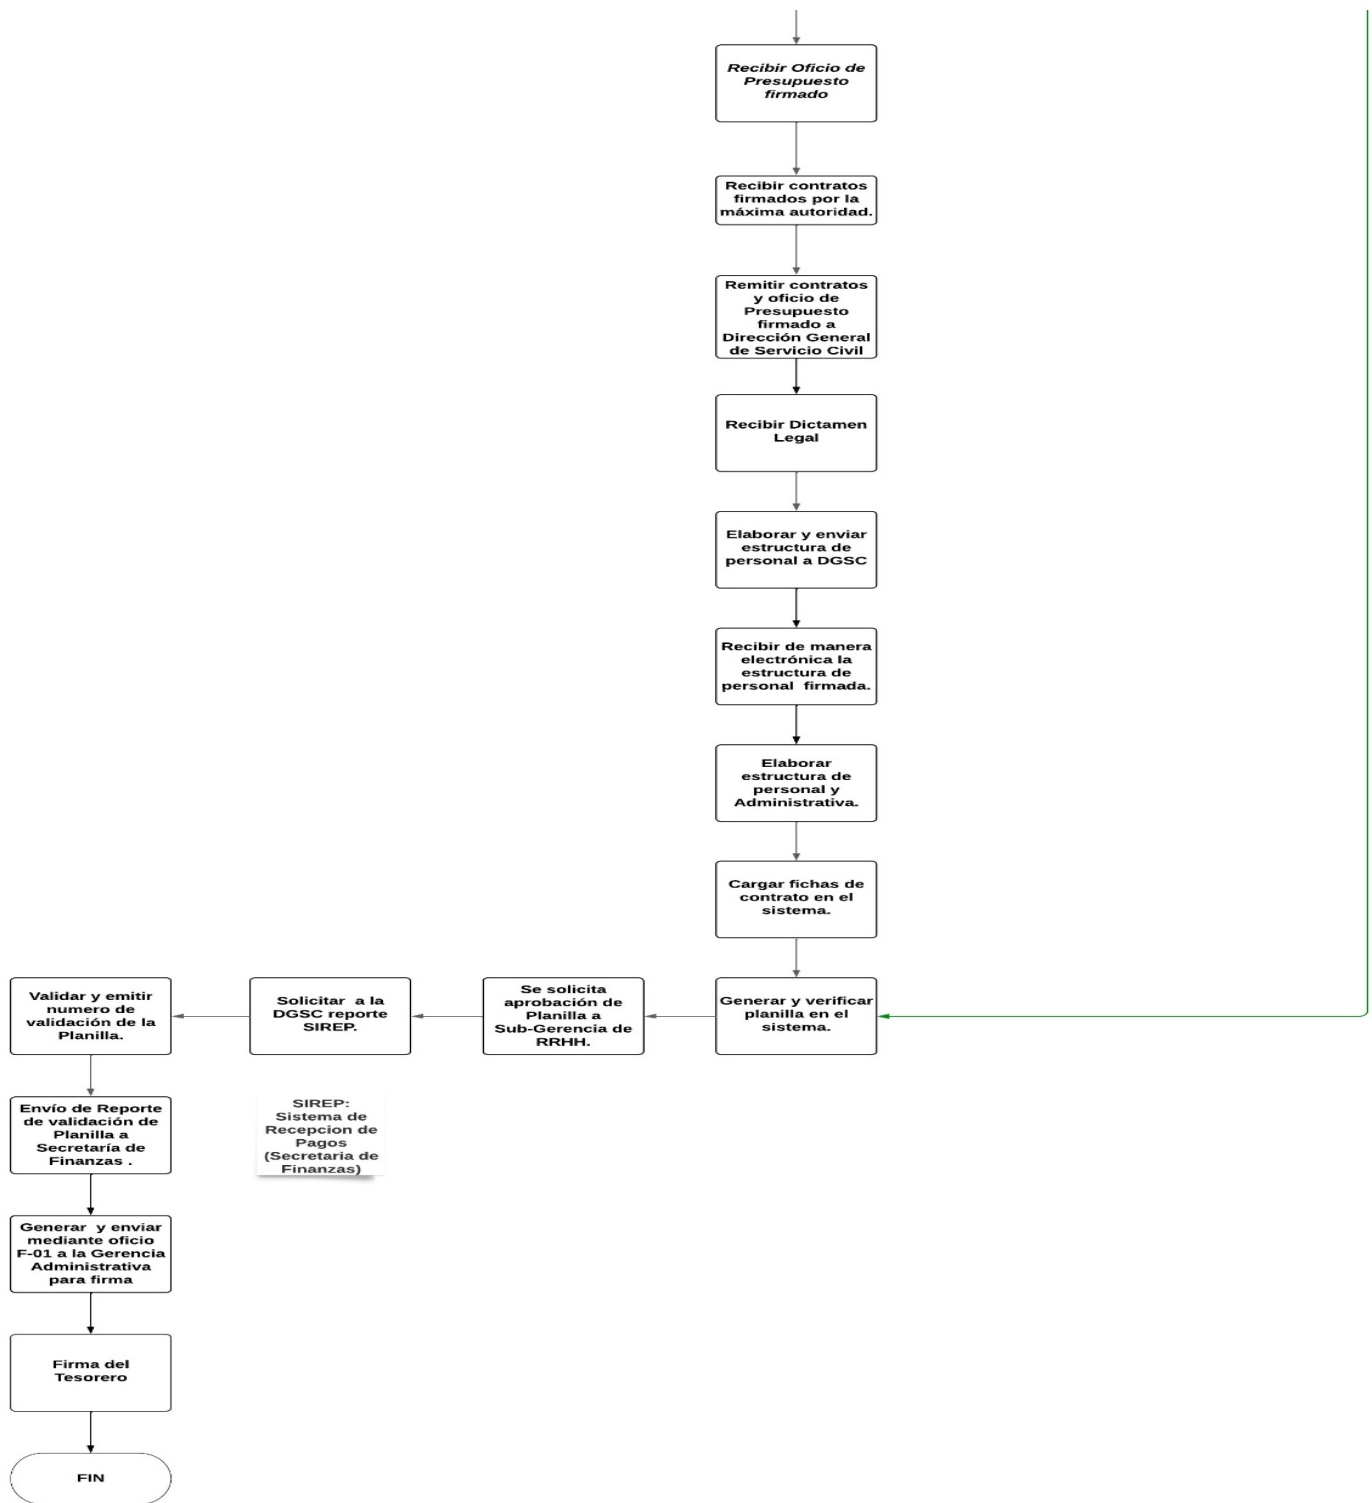 Recibir Oficio de
Presupuesto
firmado
Recibir contratos
firmados por la
máxima autoridad.
Remitir contratos
y oficio de
Presupuesto
firmado a
Dirección General
de Servicio Civil
Recibir Dictamen
Legal
Elaborar y enviar
estructura de
personal a DGSC
Recibir de manera
electrónica la
estructura de
personal firmada.
Elaborar
estructura de
personal y
Administrativa.
Cargar fichas de
contrato en el
sistema.
Generar y verificar
planilla en el
sistema.
Se solicita
aprobación de
Planilla a
Sub-Gerencia de
RRHH.
Solicitar a la
DGSC reporte
SIREP.
Validar y emitir
numero de
validación de la
Planilla.
SIREP:
Sistema de
Recepcion de
Pagos
(Secretaria de
Finanzas)
Envío de Reporte
de validación de
Planilla a
Secretaría de
Finanzas .
Generar y enviar
mediante oficio
F-01 a la Gerencia
Administrativa
para firma
Firma del
Tesorero
FIN